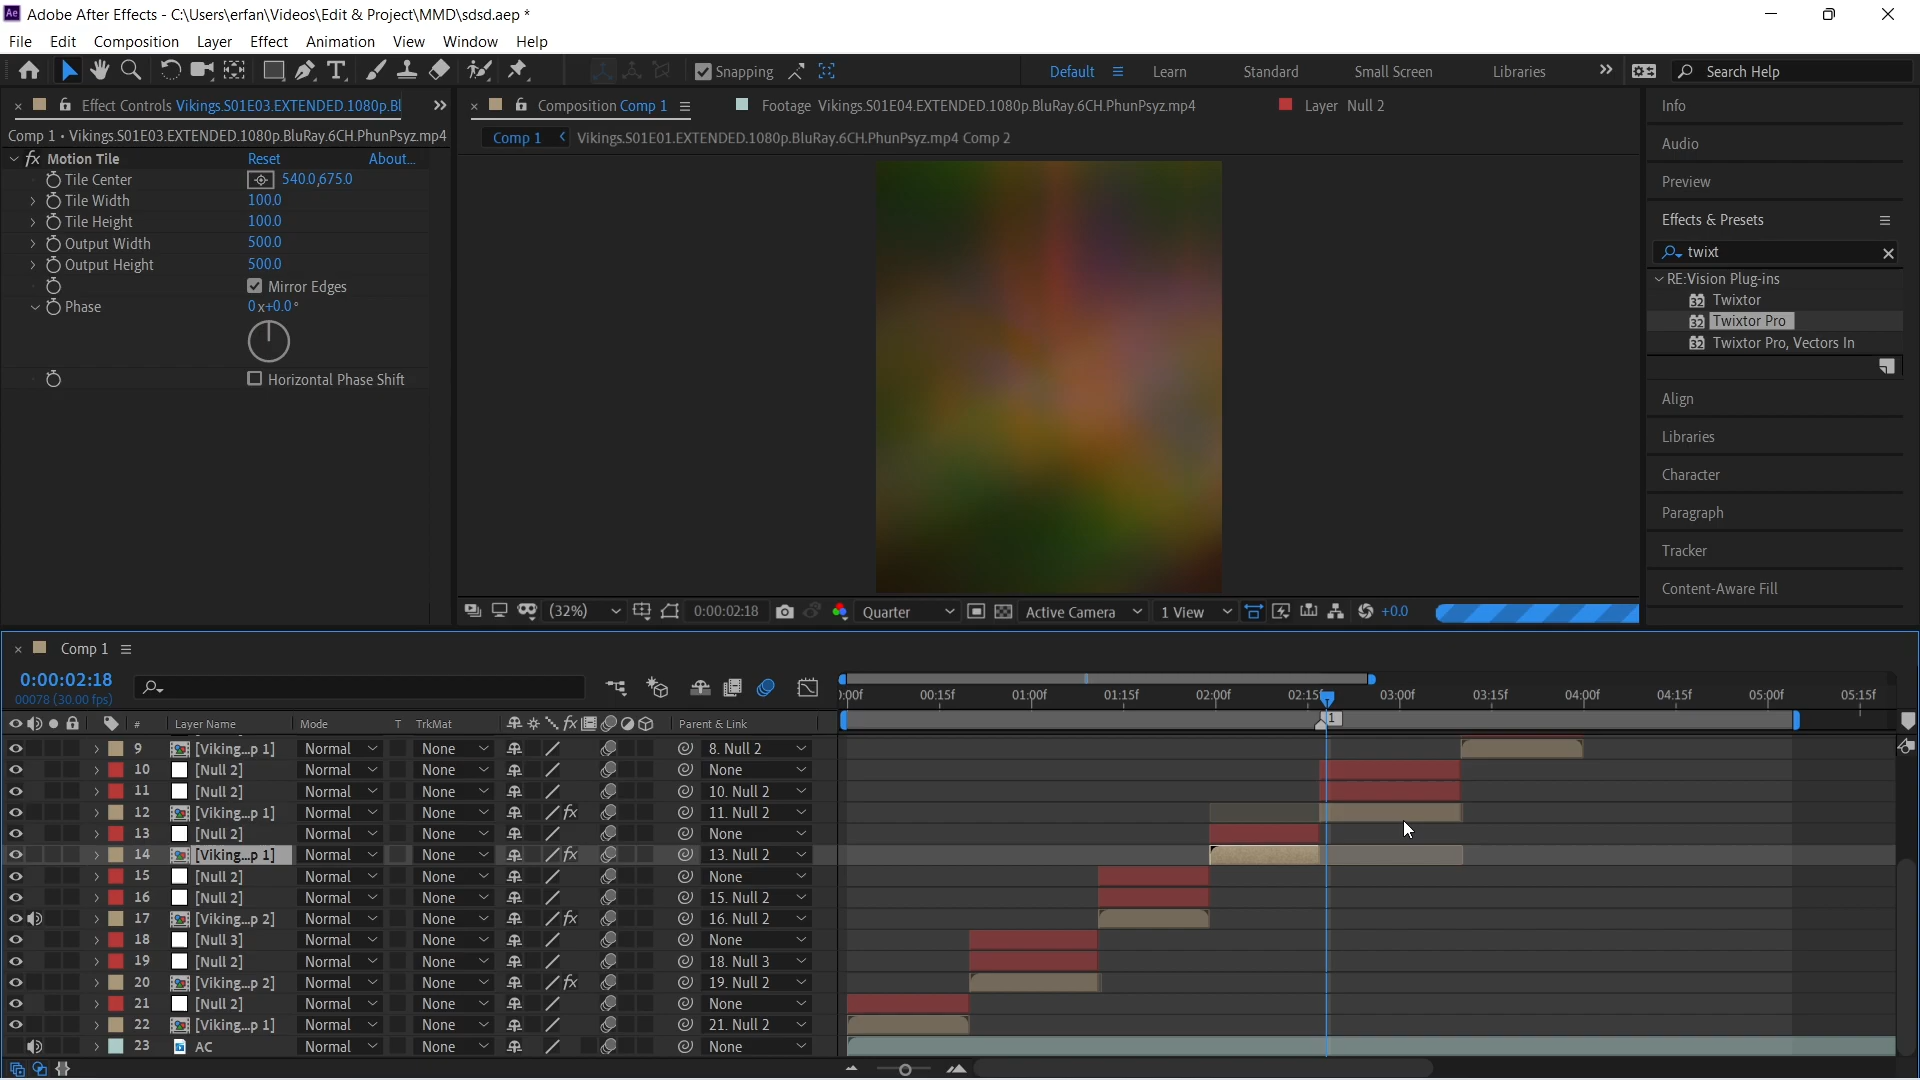 Adobe After Effects - C:\Users\erfan\Videos\Edit & Project\MMD\sdsd.aep *
File Edit Composition Layer Effect Animation View Window Help
Snapping Default Learn Standard Small Screen Libraries Search Help
Effect Controls Vikings.S01E03.EXTENDED.1080p.Bl
Composition Comp 1 Footage Vikings.S01E04.EXTENDED.1080p.BluRay.6CH.PhunPsyz.mp4 Layer Null 2
Comp 1 • Vikings.S01E03.EXTENDED.1080p.BluRay.6CH.PhunPsyz.mp4
Comp 1 Vikings.S01E01.EXTENDED.1080p.BluRay.6CH.PhunPsyz.mp4 Comp 2
fx Motion Tile Reset About...
Tile Center 540.0,675.0
Tile Width 100.0
Tile Height 100.0
Output Width 500.0
Output Height 500.0
Mirror Edges
Phase 0x+0.0°
Horizontal Phase Shift
(32%) 0:00:02:18 Quarter Active Camera 1 View +0.0
Info
Audio
Preview
Effects & Presets
twixt
RE:Vision Plug-ins
32 Twixtor
32 Twixtor Pro
32 Twixtor Pro, Vectors In
Align
Libraries
Character
Paragraph
Tracker
Content-Aware Fill
Comp 1
0:00:02:18
00078 (30.00 fps)
):00f 00:15f 01:00f 01:15f 02:00f 02:15f 03:00f 03:15f 04:00f 04:15f 05:00f 05:15f
1
# Layer Name Mode T TrkMat fx Parent & Link
9 [Viking...p 1] Normal None 8. Null 2
10 [Null 2] Normal None None
11 [Null 2] Normal None 10. Null 2
12 [Viking...p 1] Normal None fx 11. Null 2
13 [Null 2] Normal None None
14 [Viking...p 1] Normal None fx 13. Null 2
15 [Null 2] Normal None None
16 [Null 2] Normal None 15. Null 2
17 [Viking...p 2] Normal None fx 16. Null 2
18 [Null 3] Normal None None
19 [Null 2] Normal None 18. Null 3
20 [Viking...p 2] Normal None fx 19. Null 2
21 [Null 2] Normal None None
22 [Viking...p 1] Normal None 21. Null 2
23 AC Normal None None